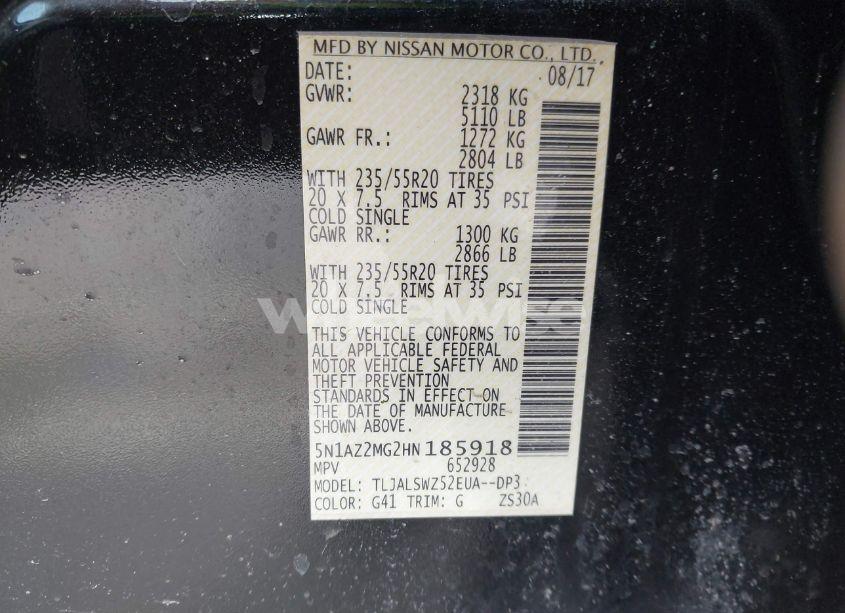 MFD BY NISSAN MOTOR CO., LTD.
DATE: 08/17
GVWR: 2318 KG
5110 LB
GAWR FR.: 1272 KG
2804 LB
WITH 235/55R20 TIRES
20 X 7.5 RIMS AT 35 PSI
COLD SINGLE
GAWR RR.: 1300 KG
2866 LB
WITH 235/55R20 TIRES
20 X 7.5 RIMS AT 35 PSI
COLD SINGLE
THIS VEHICLE CONFORMS TO
ALL APPLICABLE FEDERAL
MOTOR VEHICLE SAFETY AND
THEFT PREVENTION
STANDARDS IN EFFECT ON
THE DATE OF MANUFACTURE
SHOWN ABOVE.
5N1AZ2MG2HN185918
MPV 652928
MODEL: TLJALSWZ52EUA--DP3
COLOR: G41 TRIM: G ZS30A